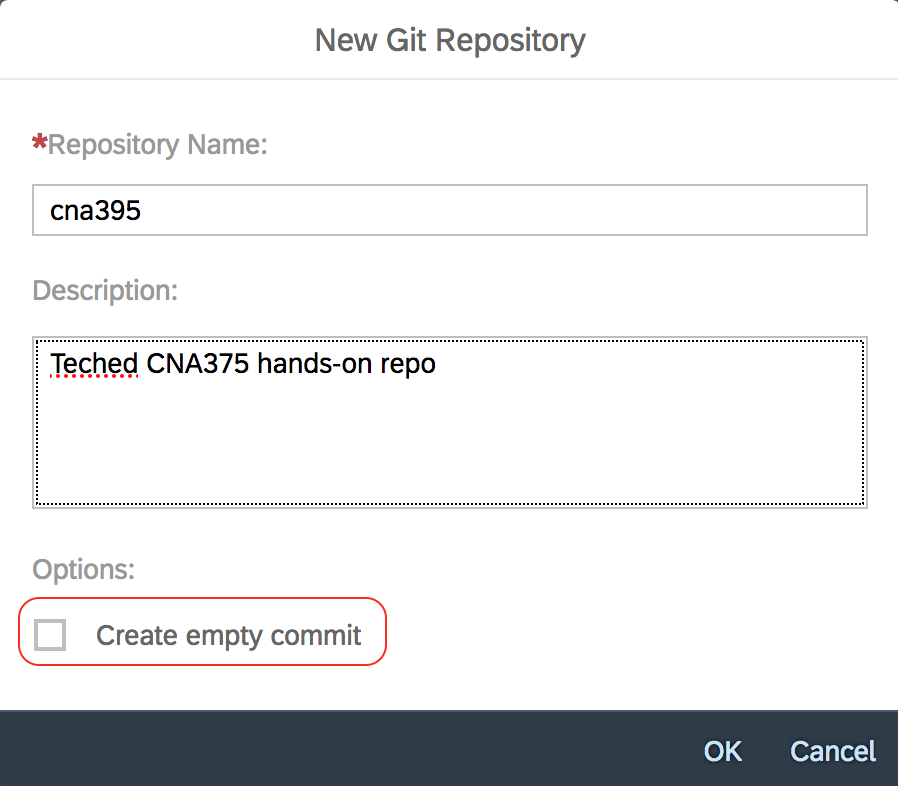 New Git Repository
*Repository Name:
cna395
Description:
Teched CNA375 hands-on repo
Options:
Create empty commit
OK Cancel